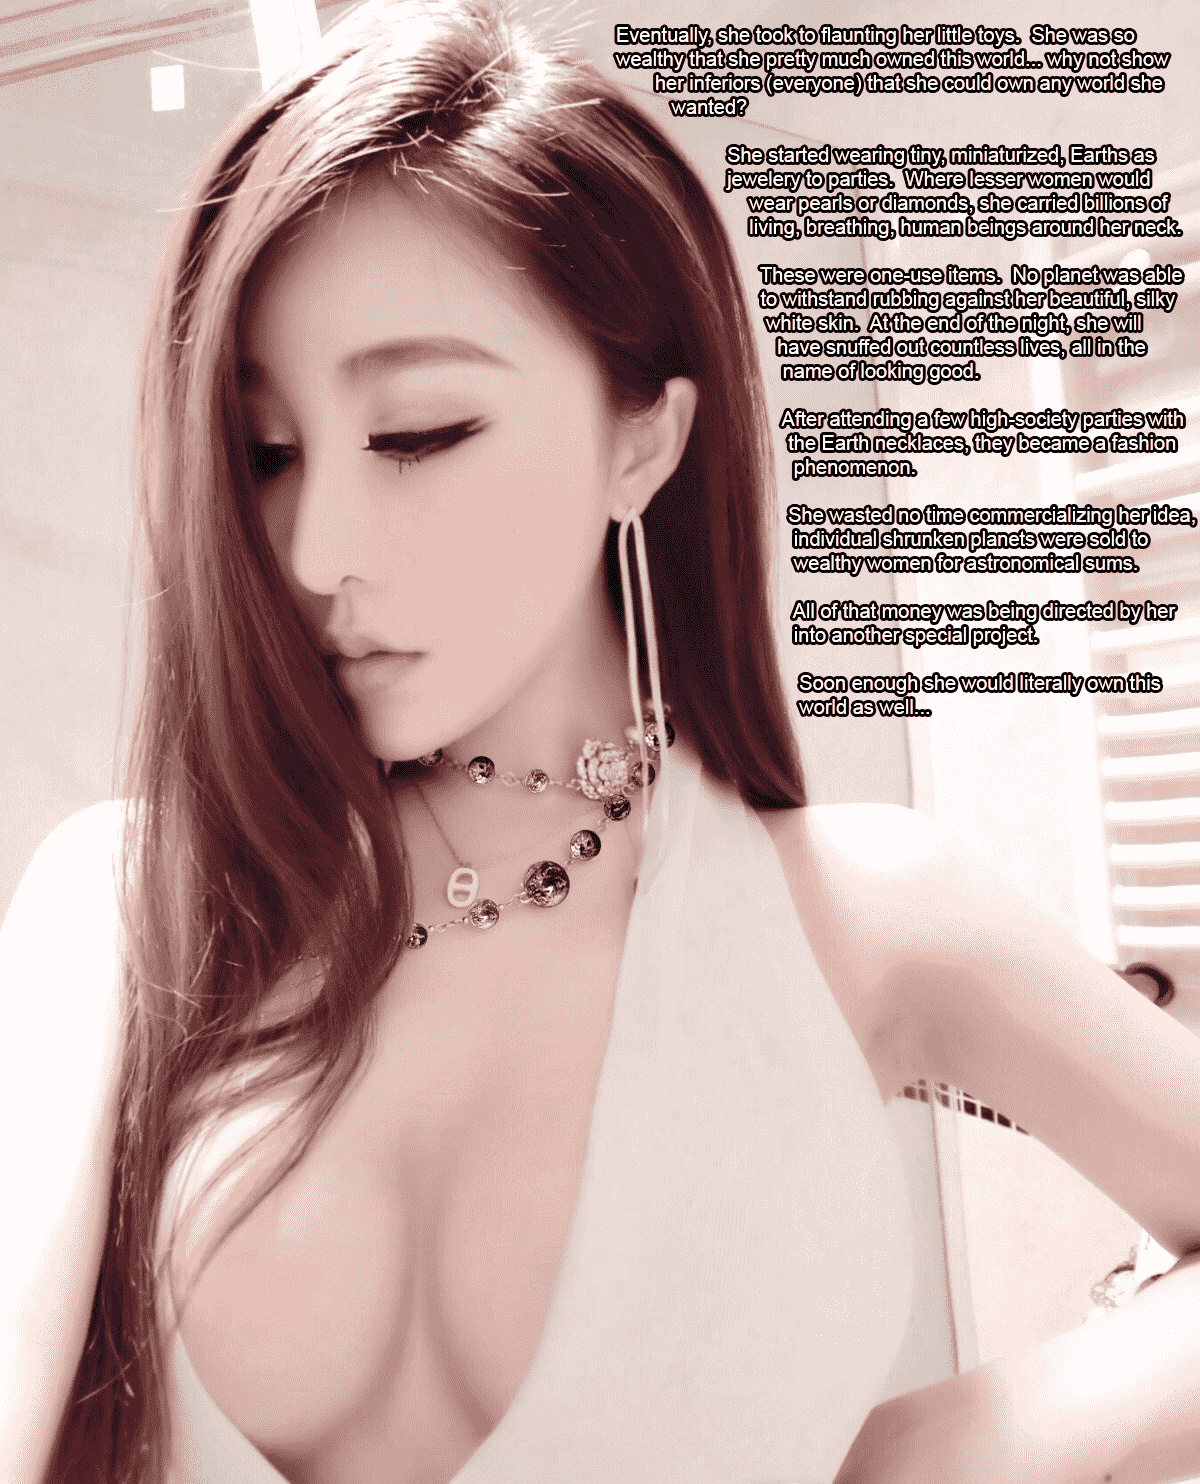 Eventually, she took to flaunting her little toys.  She was so
wealthy that she pretty much owned this world... why not show
her inferiors (everyone) that she could own any world she
wanted?
She started wearing tiny, miniaturized, Earths as
jewelery to parties.  Where lesser women would
wear pearls or diamonds, she carried billions of
living, breathing, human beings around her neck.
These were one-use items.  No planet was able
to withstand rubbing against her beautiful, silky
white skin.  At the end of the night, she will
have snuffed out countless lives, all in the
name of looking good.
After attending a few high-society parties with
the Earth necklaces, they became a fashion
phenomenon.
She wasted no time commercializing her idea,
individual shrunken planets were sold to
wealthy women for astronomical sums.
All of that money was being directed by her
into another special project.
Soon enough she would literally own this
world as well...